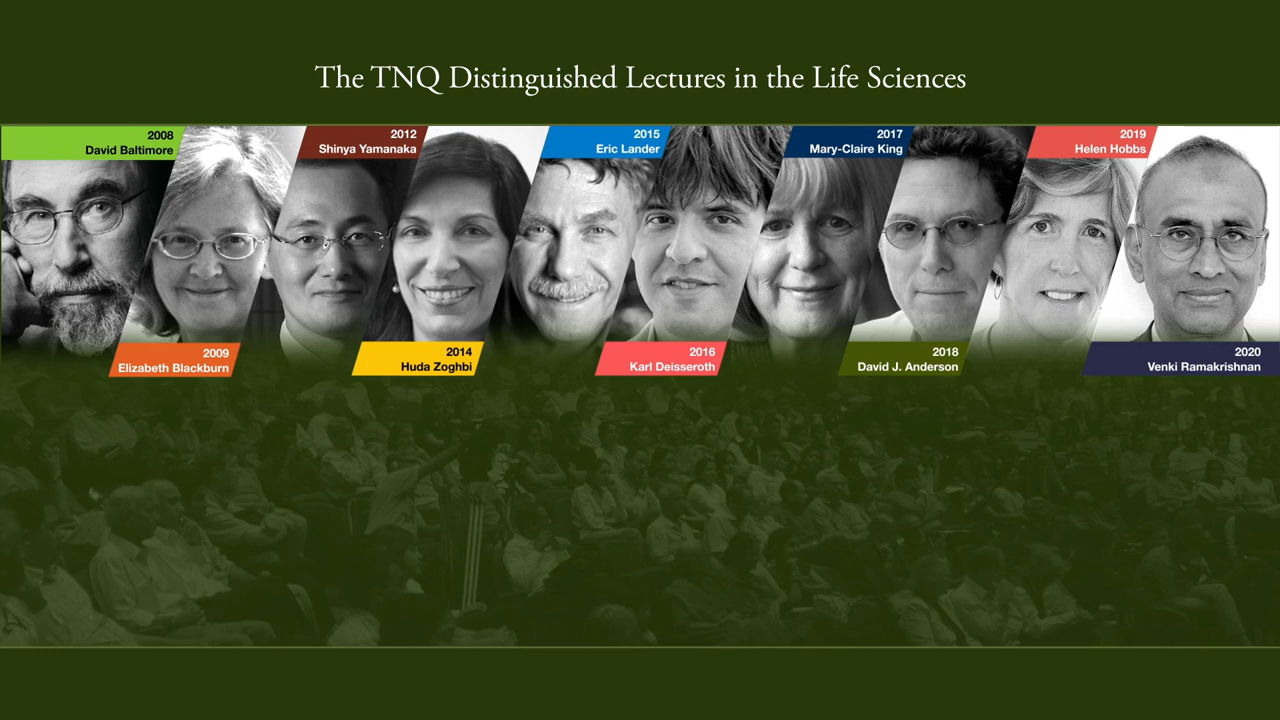 The TNQ Distinguished Lectures in the Life Sciences
2008
David Baltimore
2009
Elizabeth Blackburn
2012
Shinya Yamanaka
2014
Huda Zoghbi
2015
Eric Lander
2016
Karl Deisseroth
2017
Mary-Claire King
2018
David J. Anderson
2019
Helen Hobbs
2020
Venki Ramakrishnan